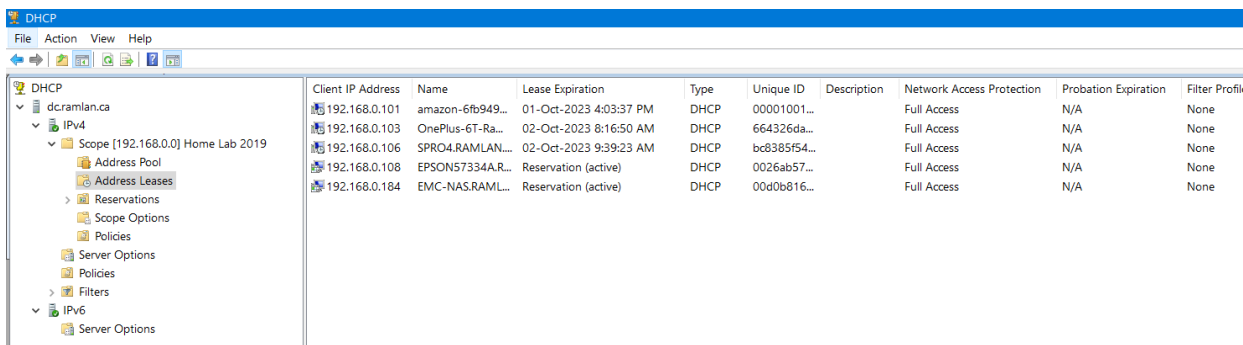 DHCP
File Action View Help
DHCP
dc.ramlan.ca
IPv4
Scope [192.168.0.0] Home Lab 2019
Address Pool
Address Leases
Reservations
Scope Options
Policies
Server Options
Policies
Filters
IPv6
Server Options
Client IP Address Name Lease Expiration Type Unique ID Description Network Access Protection Probation Expiration Filter Profile
192.168.0.101 amazon-6fb949... 01-Oct-2023 4:03:37 PM DHCP 00001001... Full Access N/A None
192.168.0.103 OnePlus-6T-Ra... 02-Oct-2023 8:16:50 AM DHCP 664326da... Full Access N/A None
192.168.0.106 SPRO4.RAMLAN.... 02-Oct-2023 9:39:23 AM DHCP bc8385f54... Full Access N/A None
192.168.0.108 EPSON57334A.R... Reservation (active) DHCP 0026ab57... Full Access N/A None
192.168.0.184 EMC-NAS.RAML... Reservation (active) DHCP 00d0b816... Full Access N/A None